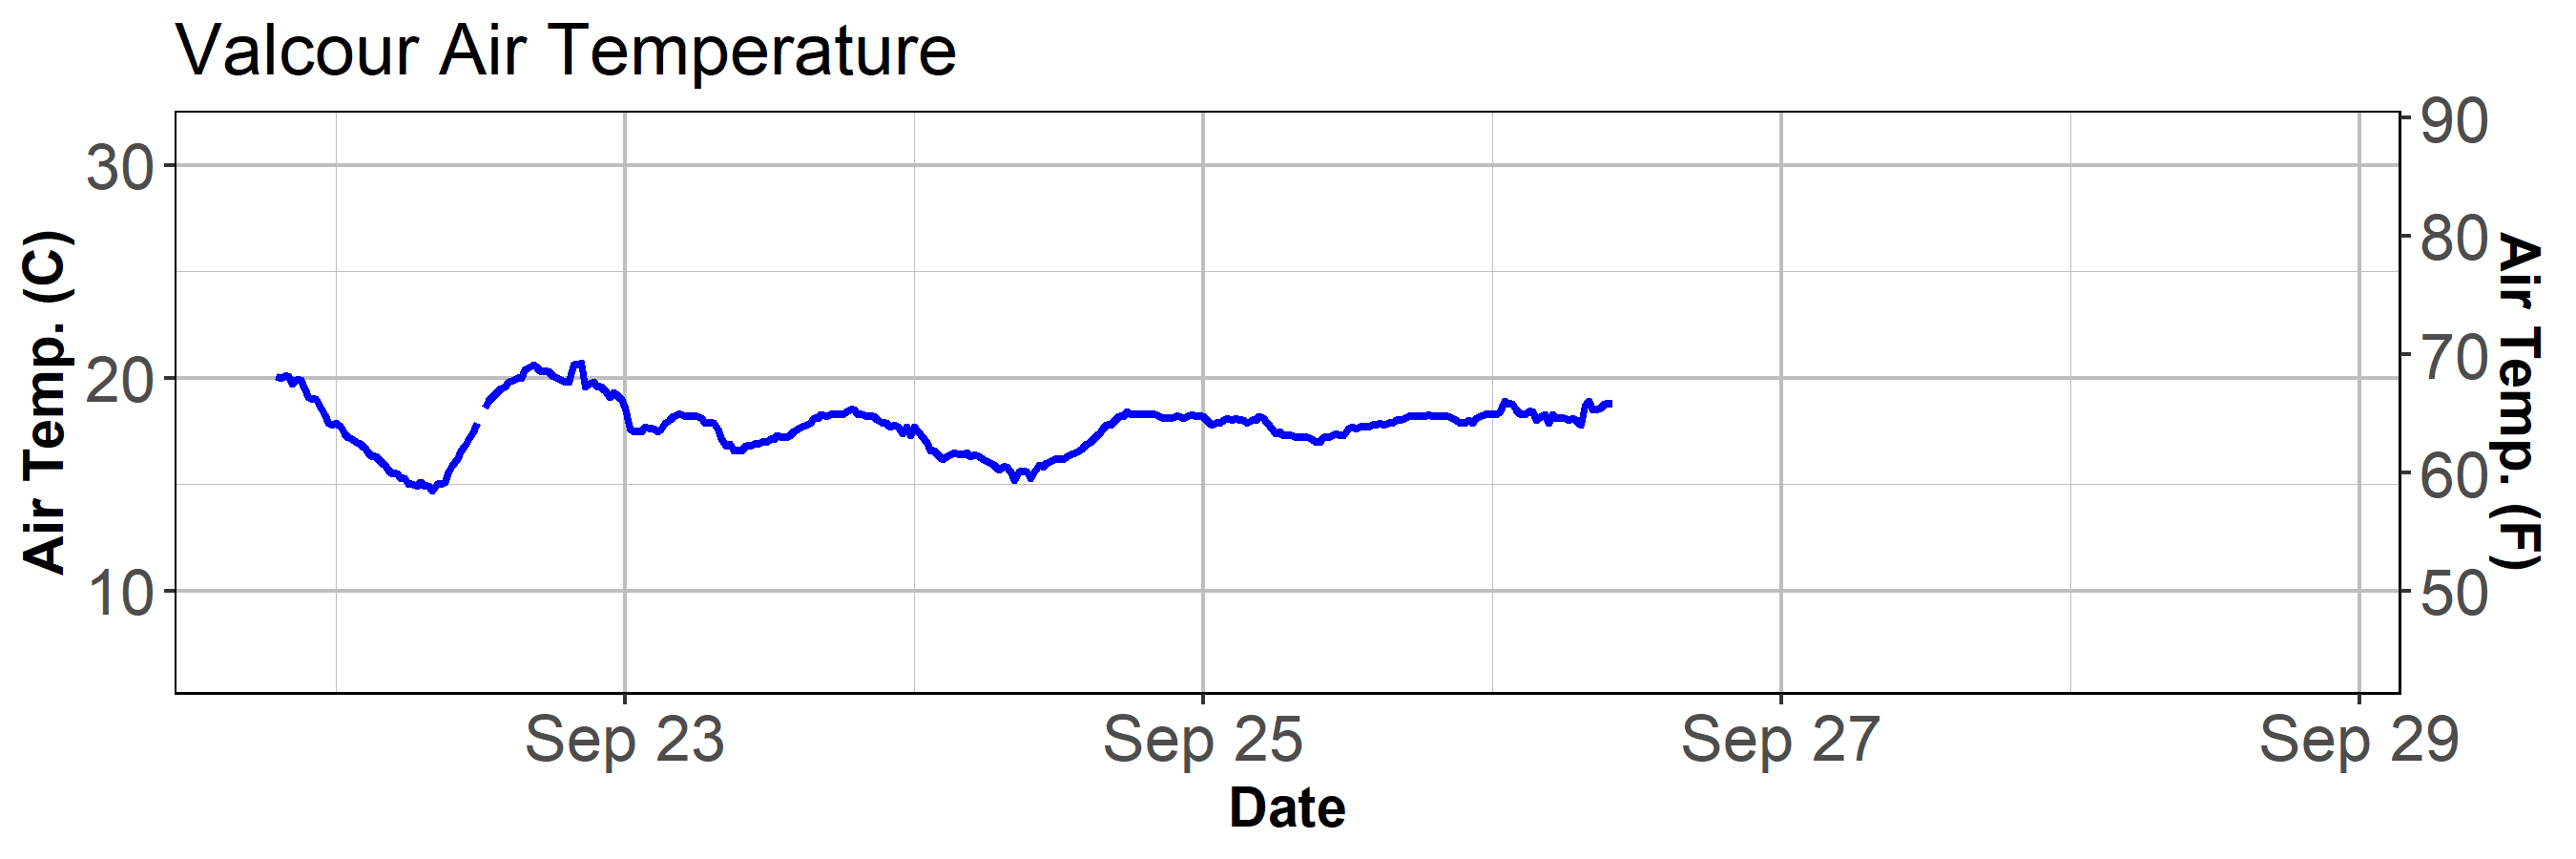 Valcour Air Temperature
Air Temp. (C)
30
20
10
90
80
70
60
50
Air Temp. (F)
Sep 23
Sep 25
Sep 27
Sep 29
Date